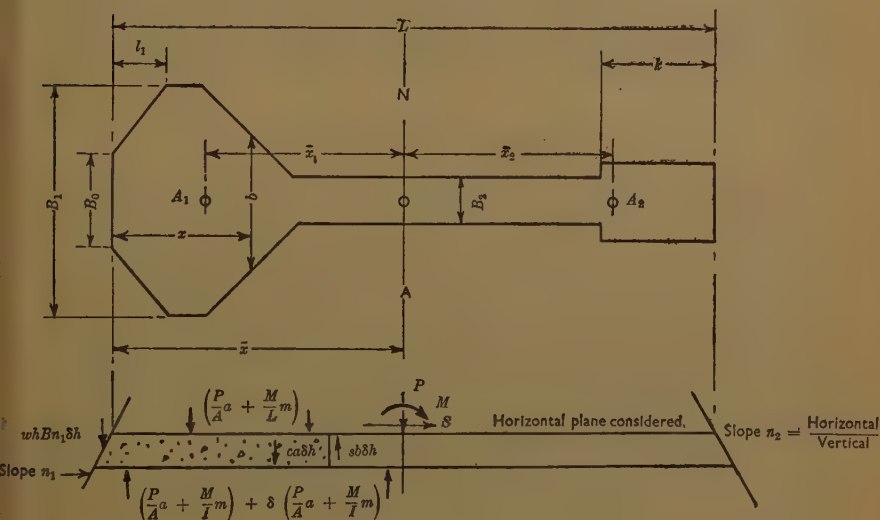 L
l₁
k
N
x̄₁
x̄₂
B₁
B₀
A₁
b
B₂
A₂
x
A
x̄
(P/A a + M/L m)
P
M
S
Horizontal plane considered.
Slope n₂ = Horizontal/Vertical
whBn₁δh
caδh
sbδh
Slope n₁
(P/A a + M/I m) + δ (P/A a + M/I m)